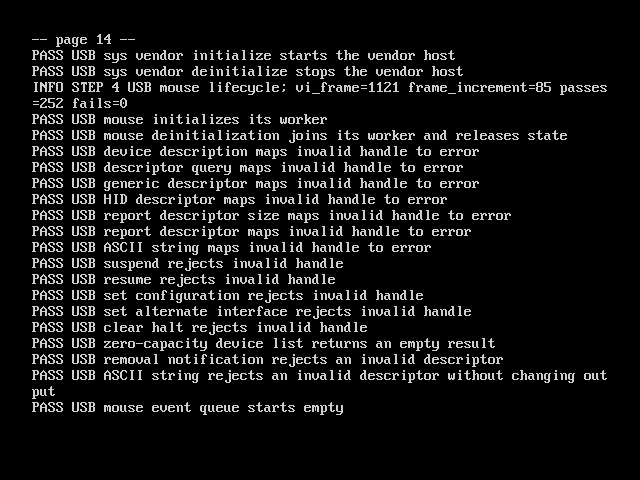 -- page 14 --
PASS USB sys vendor initialize starts the vendor host
PASS USB sys vendor deinitialize stops the vendor host
INFO STEP 4 USB mouse lifecycle; vi_frame=1121 frame_increment=85 passes
=252 fails=0
PASS USB mouse initializes its worker
PASS USB mouse deinitialization joins its worker and releases state
PASS USB device description maps invalid handle to error
PASS USB descriptor query maps invalid handle to error
PASS USB generic descriptor maps invalid handle to error
PASS USB HID descriptor maps invalid handle to error
PASS USB report descriptor size maps invalid handle to error
PASS USB report descriptor maps invalid handle to error
PASS USB ASCII string maps invalid handle to error
PASS USB suspend rejects invalid handle
PASS USB resume rejects invalid handle
PASS USB set configuration rejects invalid handle
PASS USB set alternate interface rejects invalid handle
PASS USB clear halt rejects invalid handle
PASS USB zero-capacity device list returns an empty result
PASS USB removal notification rejects an invalid descriptor
PASS USB ASCII string rejects an invalid descriptor without changing out
put
PASS USB mouse event queue starts empty